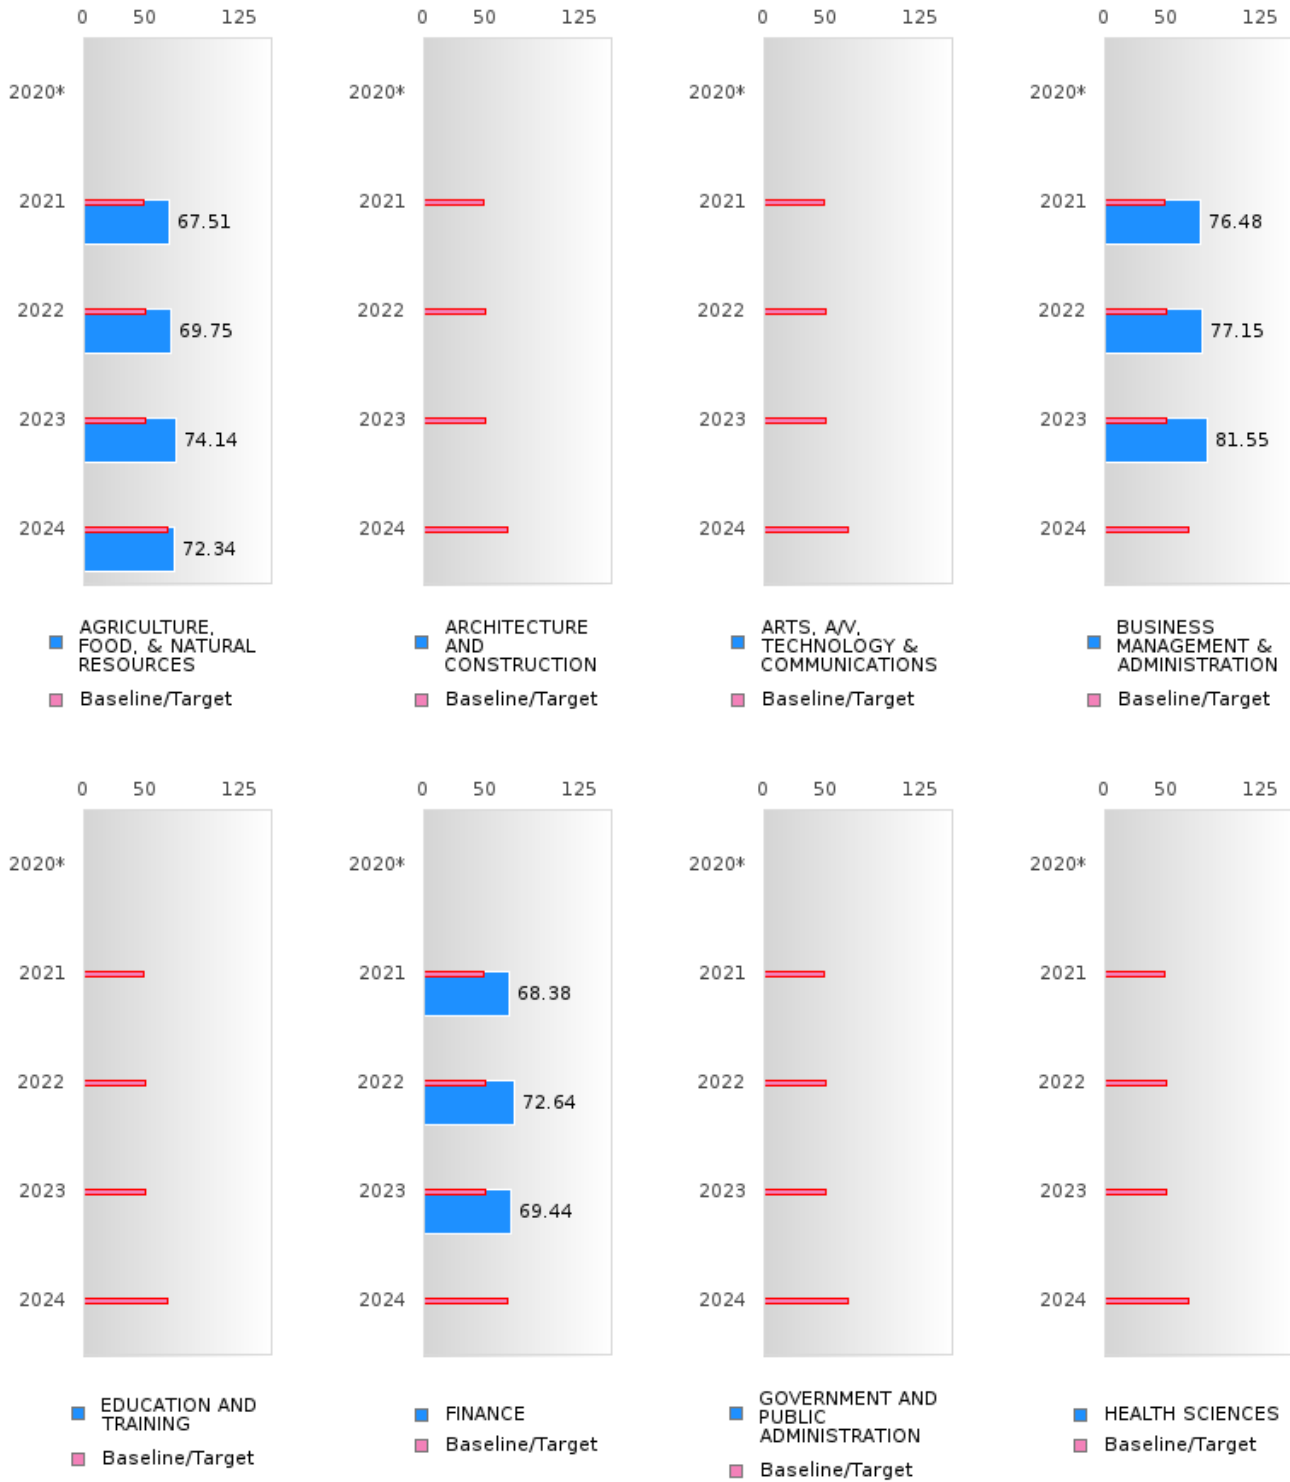 0 50 125
2020*
2021 67.51
2022 69.75
2023 74.14
2024 72.34
AGRICULTURE,
FOOD, & NATURAL
RESOURCES
Baseline/Target
0 50 125
2020*
2021
2022
2023
2024
ARCHITECTURE
AND
CONSTRUCTION
Baseline/Target
0 50 125
2020*
2021
2022
2023
2024
ARTS, A/V,
TECHNOLOGY &
COMMUNICATIONS
Baseline/Target
0 50 125
2020*
2021 76.48
2022 77.15
2023 81.55
2024
BUSINESS
MANAGEMENT &
ADMINISTRATION
Baseline/Target
0 50 125
2020*
2021
2022
2023
2024
EDUCATION AND
TRAINING
Baseline/Target
0 50 125
2020*
2021 68.38
2022 72.64
2023 69.44
2024
FINANCE
Baseline/Target
0 50 125
2020*
2021
2022
2023
2024
GOVERNMENT AND
PUBLIC
ADMINISTRATION
Baseline/Target
0 50 125
2020*
2021
2022
2023
2024
HEALTH SCIENCES
Baseline/Target